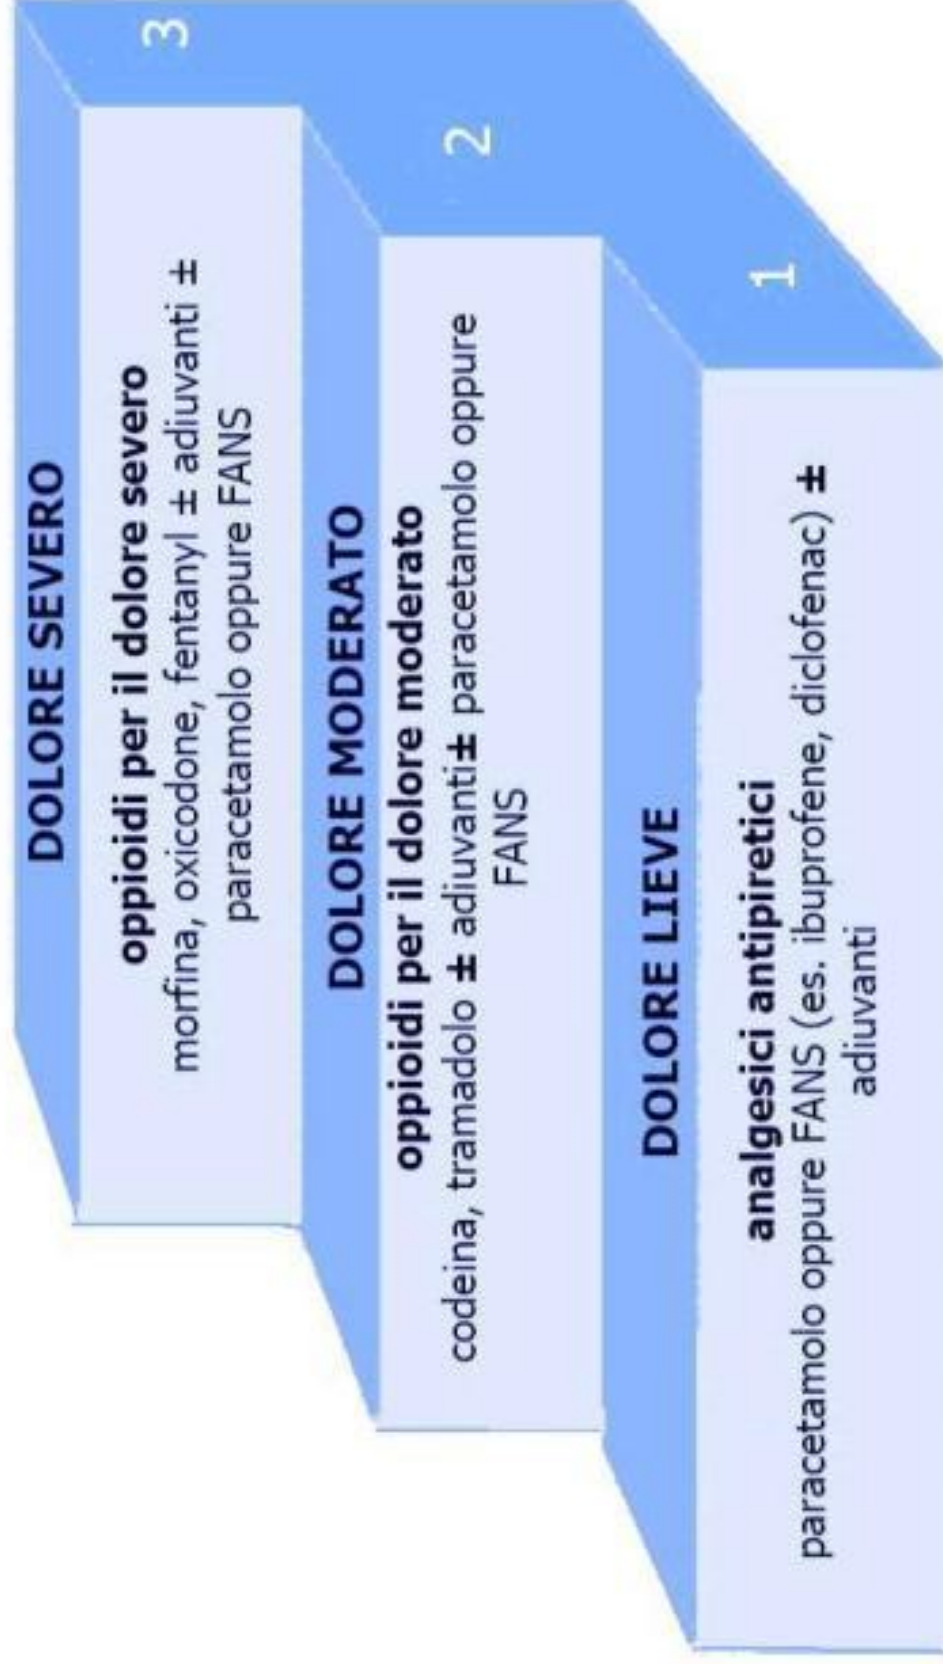 DOLORE SEVERO
3
oppioidi per il dolore severo
morfina, oxicodone, fentanyl ± adiuvanti ±
paracetamolo oppure FANS
DOLORE MODERATO
2
oppioidi per il dolore moderato
codeina, tramadolo ± adiuvanti± paracetamolo oppure
FANS
DOLORE LIEVE
1
analgesici antipiretici
paracetamolo oppure FANS (es. ibuprofene, diclofenac) ±
adiuvanti